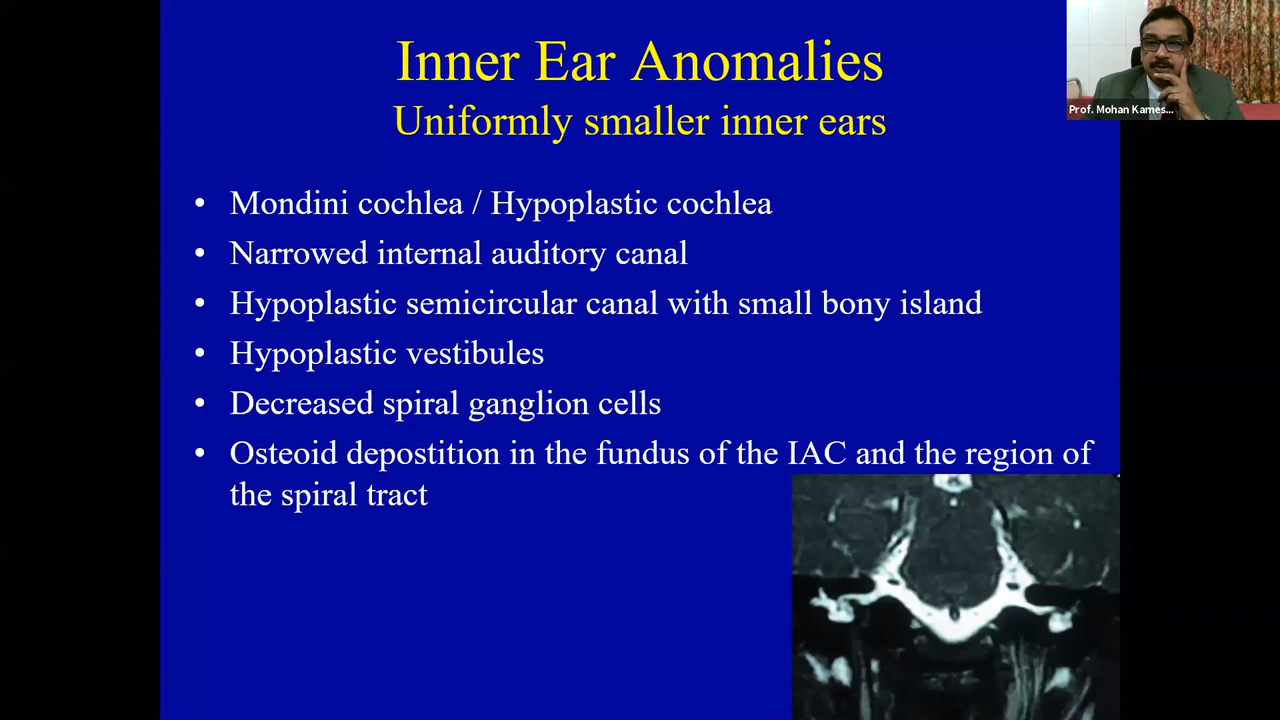 Inner Ear Anomalies
Uniformly smaller inner ears
Prof. Mohan Kames...
• Mondini cochlea / Hypoplastic cochlea
• Narrowed internal auditory canal
• Hypoplastic semicircular canal with small bony island
• Hypoplastic vestibules
• Decreased spiral ganglion cells
• Osteoid depostition in the fundus of the IAC and the region of
the spiral tract